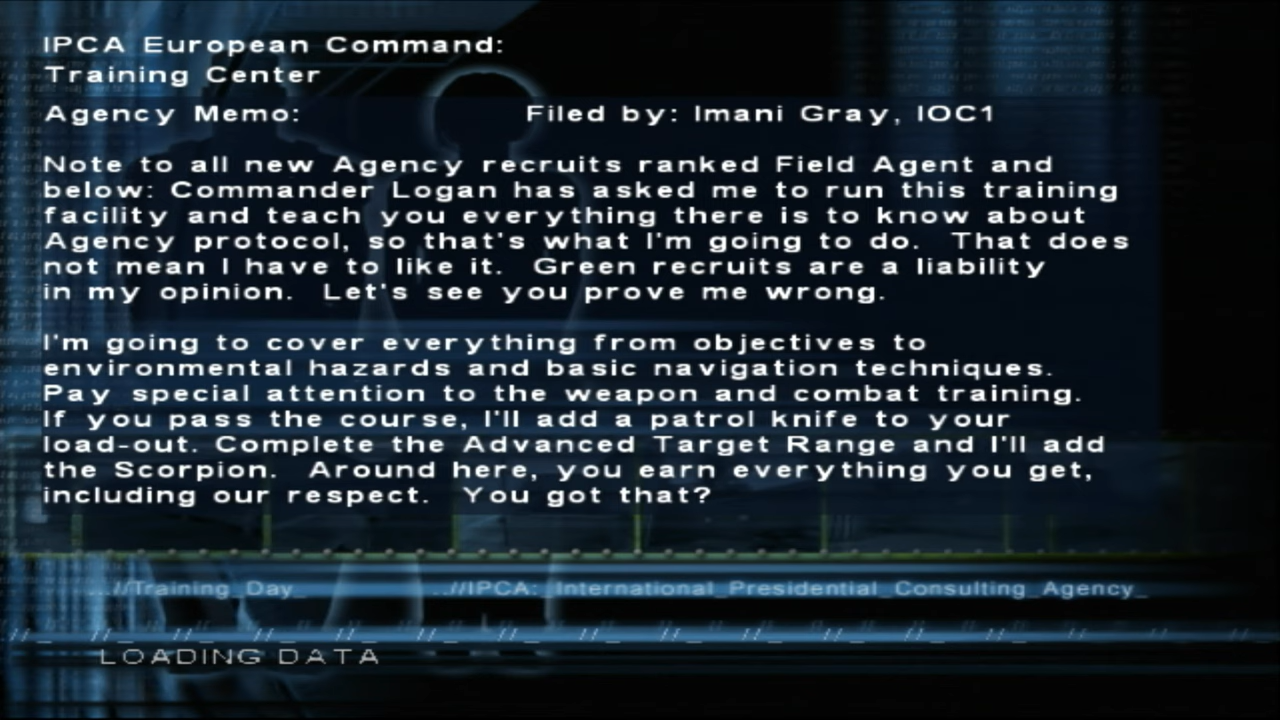 IPCA European Command:
Training Center
Agency Memo: Filed by: Imani Gray, IOC1
Note to all new Agency recruits ranked Field Agent and
below: Commander Logan has asked me to run this training
facility and teach you everything there is to know about
Agency protocol, so that's what I'm going to do. That does
not mean I have to like it. Green recruits are a liability
in my opinion. Let's see you prove me wrong.
I'm going to cover everything from objectives to
environmental hazards and basic navigation techniques.
Pay special attention to the weapon and combat training.
If you pass the course, I'll add a patrol knife to your
load-out. Complete the Advanced Target Range and I'll add
the Scorpion. Around here, you earn everything you get,
including our respect. You got that?
...//Training_Day_ ...//IPCA:_International_Presidential_Consulting_Agency_
//_ //_ //_ //_ //_ //_ //_ //_ //_ //_ //_ //_ //_ //_ //_ //_
LOADING DATA